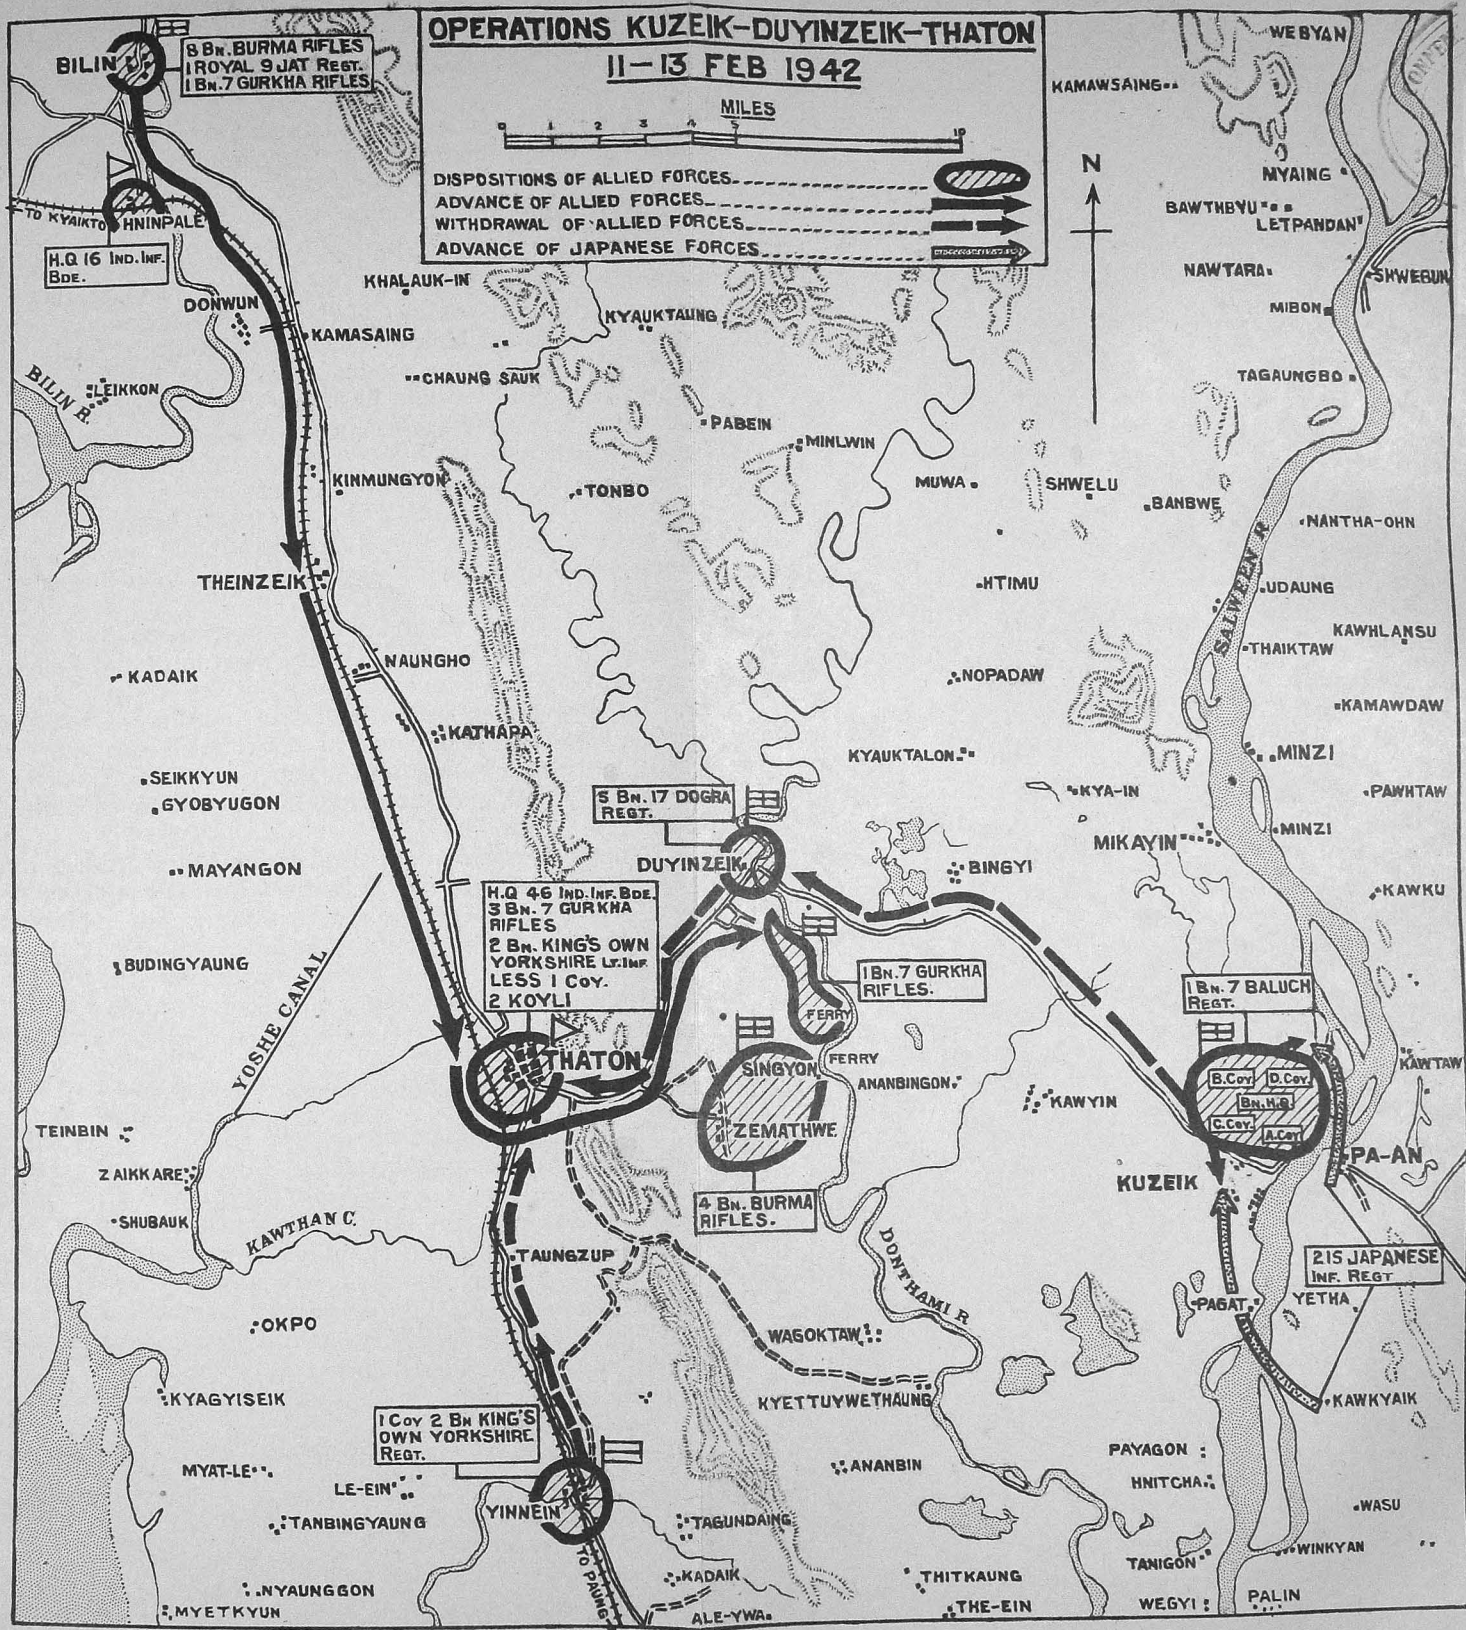 OPERATIONS KUZEIK-DUYINZEIK-THATON
11-13 FEB 1942
MILES
0 1 2 3 4 5 10
DISPOSITIONS OF ALLIED FORCES
ADVANCE OF ALLIED FORCES
WITHDRAWAL OF ALLIED FORCES
ADVANCE OF JAPANESE FORCES
N
BILIN
8 BN. BURMA RIFLES
1 ROYAL 9 JAT REGT.
1 BN. 7 GURKHA RIFLES
TO KYAIKTO
HNINPALE
H.Q 16 IND. INF.
BDE.
DONWUN
KAMASAING
KHALAUK-IN
KYAUKTAUNG
CHAUNG SAUK
BILIN R.
LEIKKON
PABEIN
MINLWIN
KINMUNGYON
TONBO
MUWA
SHWELU
BANBWE
WEBYAN
KAMAWSAING
MYAING
BAWTHBYU
LETPANDAN
NAWTARA
SHWEGUN
MIBON
TAGAUNGBO
NANTHA-OHN
SALWEEN R
THEINZEIK
HTIMU
UDAUNG
KAWHLANSU
THAIKTAW
NAUNGHO
KADAIK
NOPADAW
KAMAWDAW
KATHAPA
KYAUKTALON
MINZI
SEIKKYUN
GYOBYUGON
5 BN. 17 DOGRA
REGT.
KYA-IN
PAWHTAW
MIKAYIN
MINZI
DUYINZEIK
BINGYI
MAYANGON
KAWKU
H.Q 46 IND. INF. BDE.
3 BN. 7 GURKHA
RIFLES
2 BN. KING'S OWN
YORKSHIRE LT. INF
LESS 1 COY.
2 KOYLI
BUDINGYAUNG
YOSHE CANAL
1 BN. 7 GURKHA
RIFLES.
1 BN. 7 BALUCH
REGT.
FERRY
THATON
SINGYON
FERRY
ANANBINGON
B. COY
D. COY.
BN. H.Q.
C. COY.
A. COY
KAWTAW
KAWYIN
TEINBIN
ZEMATHWE
PA-AN
ZAIKKARE
KUZEIK
4 BN. BURMA
RIFLES.
SHUBAUK
KAWTHAN C.
TAUNGZUP
DONTHAMI R
215 JAPANESE
INF. REGT
PAGAT
YETHA
OKPO
WAGOKTAW
KYAGYISEIK
KYETTUYWETHAUNG
KAWKYAIK
1 COY 2 BN KING'S
OWN YORKSHIRE
REGT.
PAYAGON
MYAT-LE
LE-EIN
ANANBIN
HNITCHA
YINNEIN
WASU
TANBINGYAUNG
TAGUNDAING
WINKYAN
TANIGON
TO PAUNG
KADAIK
THITKAUNG
NYAUNGGON
PALIN
MYETKYUN
ALE-YWA
THE-EIN
WEGYI